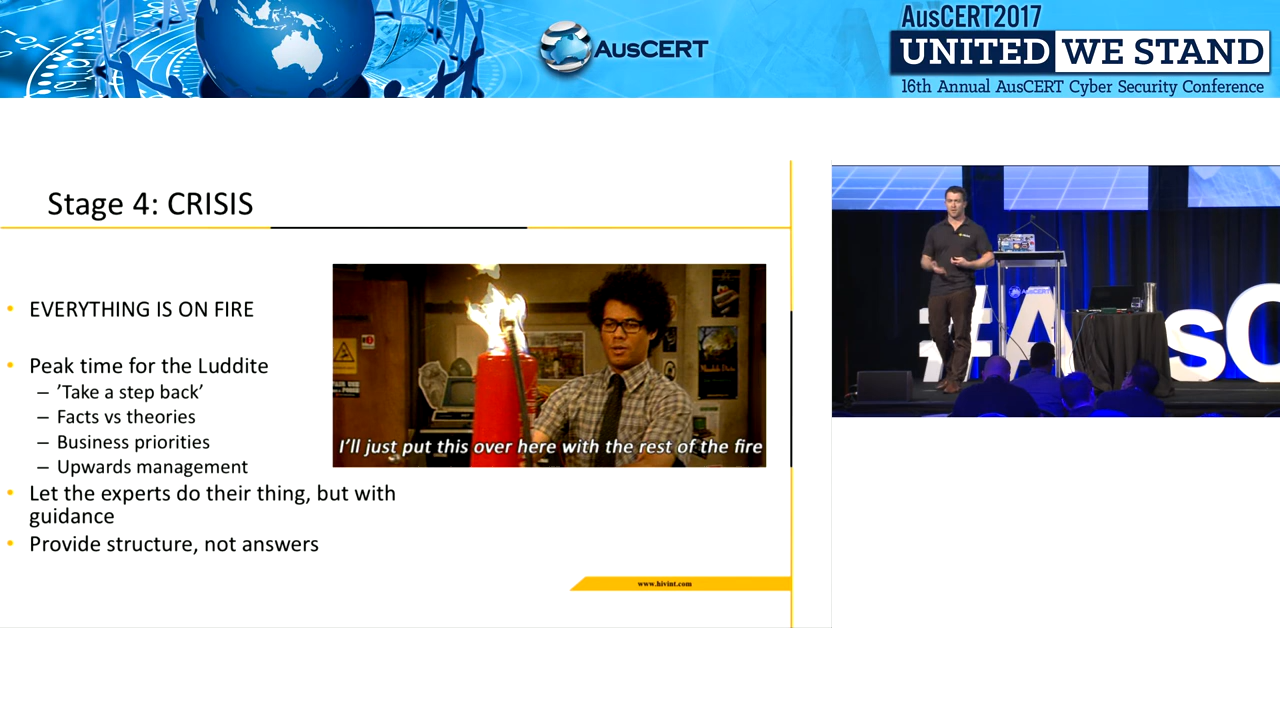 AusCERT
AusCERT2017
UNITED WE STAND
16th Annual AusCERT Cyber Security Conference
Stage 4: CRISIS
• EVERYTHING IS ON FIRE
• Peak time for the Luddite
– ’Take a step back’
– Facts vs theories
– Business priorities
– Upwards management
• Let the experts do their thing, but with
guidance
• Provide structure, not answers
I’ll just put this over here with the rest of the fire
www.hivint.com
#A
sC